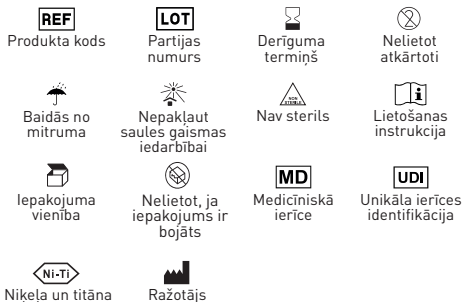 REF
LOT
Produkta kods
Partijas
numurs
Derīguma
termiņš
Nelietot
atkārtoti
2
Baidās no
mitruma
Nepakļaut
saules gaismas
iedarbībai
NON
STERILE
Nav sterils
Lietošanas
instrukcija
Iepakojuma
vienība
Nelietot, ja
iepakojums ir
bojāts
MD
Medicīniskā
ierīce
UDI
Unikāla ierīces
identifikācija
Ni-Ti
Niķeļa un titāna
Ražotājs